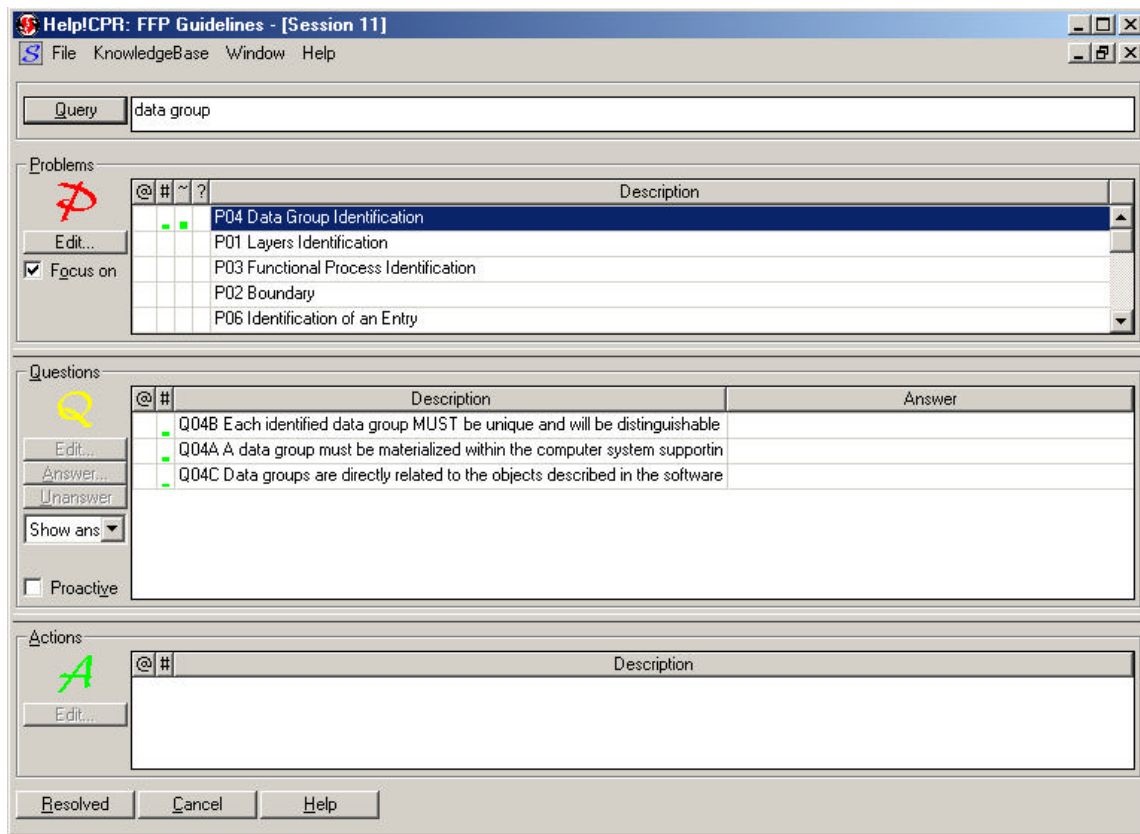 Help!CPR: FFP Guidelines - [Session 11]
File KnowledgeBase Window Help
Query data group
Problems
@ # ~ ? Description
P04 Data Group Identification
Edit... P01 Layers Identification
Focus on P03 Functional Process Identification
P02 Boundary
P06 Identification of an Entry
Questions
@ # Description Answer
Q04B Each identified data group MUST be unique and will be distinguishable
Edit... Q04A A data group must be materialized within the computer system supportin
Answer... Q04C Data groups are directly related to the objects described in the software
Unanswer
Show ans
Proactive
Actions
@ # Description
Edit...
Resolved Cancel Help